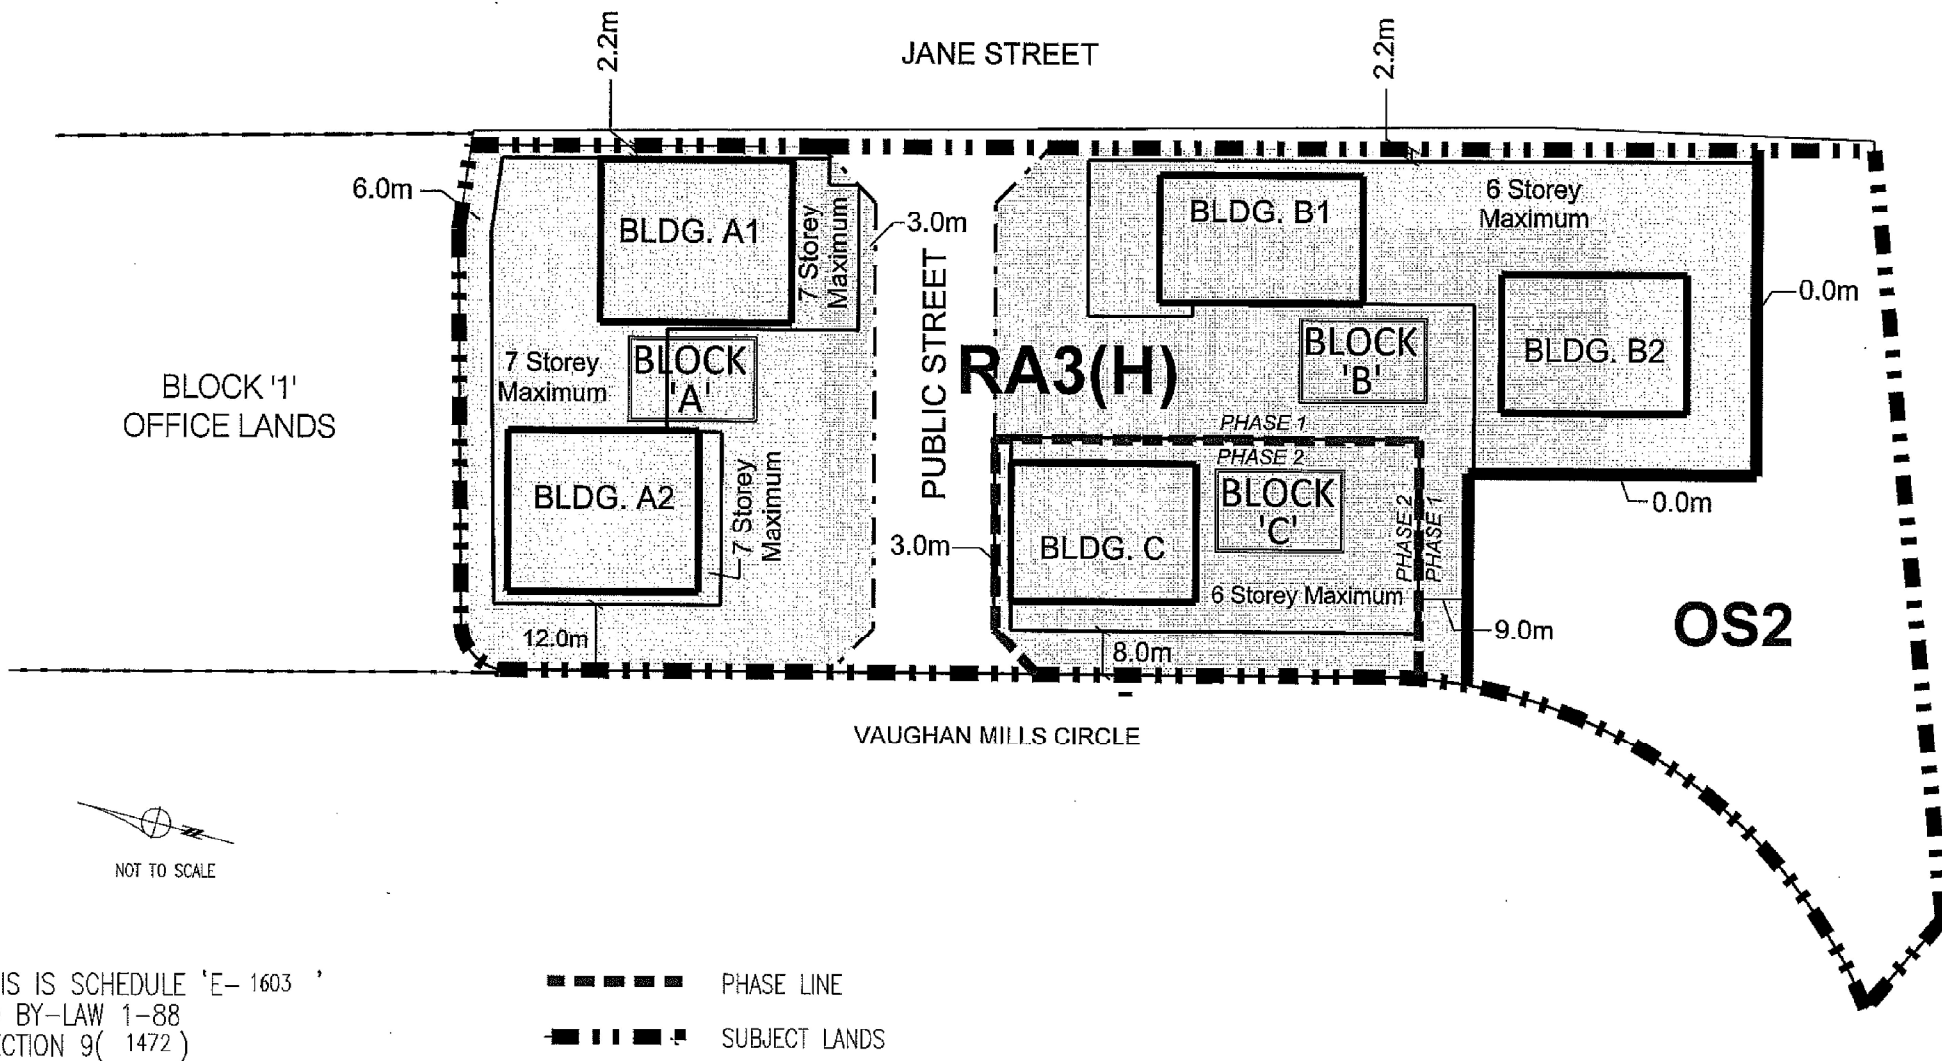 2.2m
JANE STREET
2.2m
6.0m
BLDG. A1
7 Storey
Maximum
3.0m
BLDG. B1
6 Storey
Maximum
0.0m
BLOCK '1'
OFFICE LANDS
7 Storey
Maximum
BLOCK
'A'
PUBLIC STREET
RA3(H)
BLOCK
'B'
BLDG. B2
PHASE 1
PHASE 2
BLDG. A2
7 Storey
Maximum
3.0m
BLDG. C
BLOCK
'C'
PHASE 2
PHASE 1
0.0m
6 Storey Maximum
12.0m
8.0m
9.0m
OS2
VAUGHAN MILLS CIRCLE
N
NOT TO SCALE
IS IS SCHEDULE 'E- 1603 '
BY-LAW 1-88
ECTION 9( 1472 )
PHASE LINE
SUBJECT LANDS